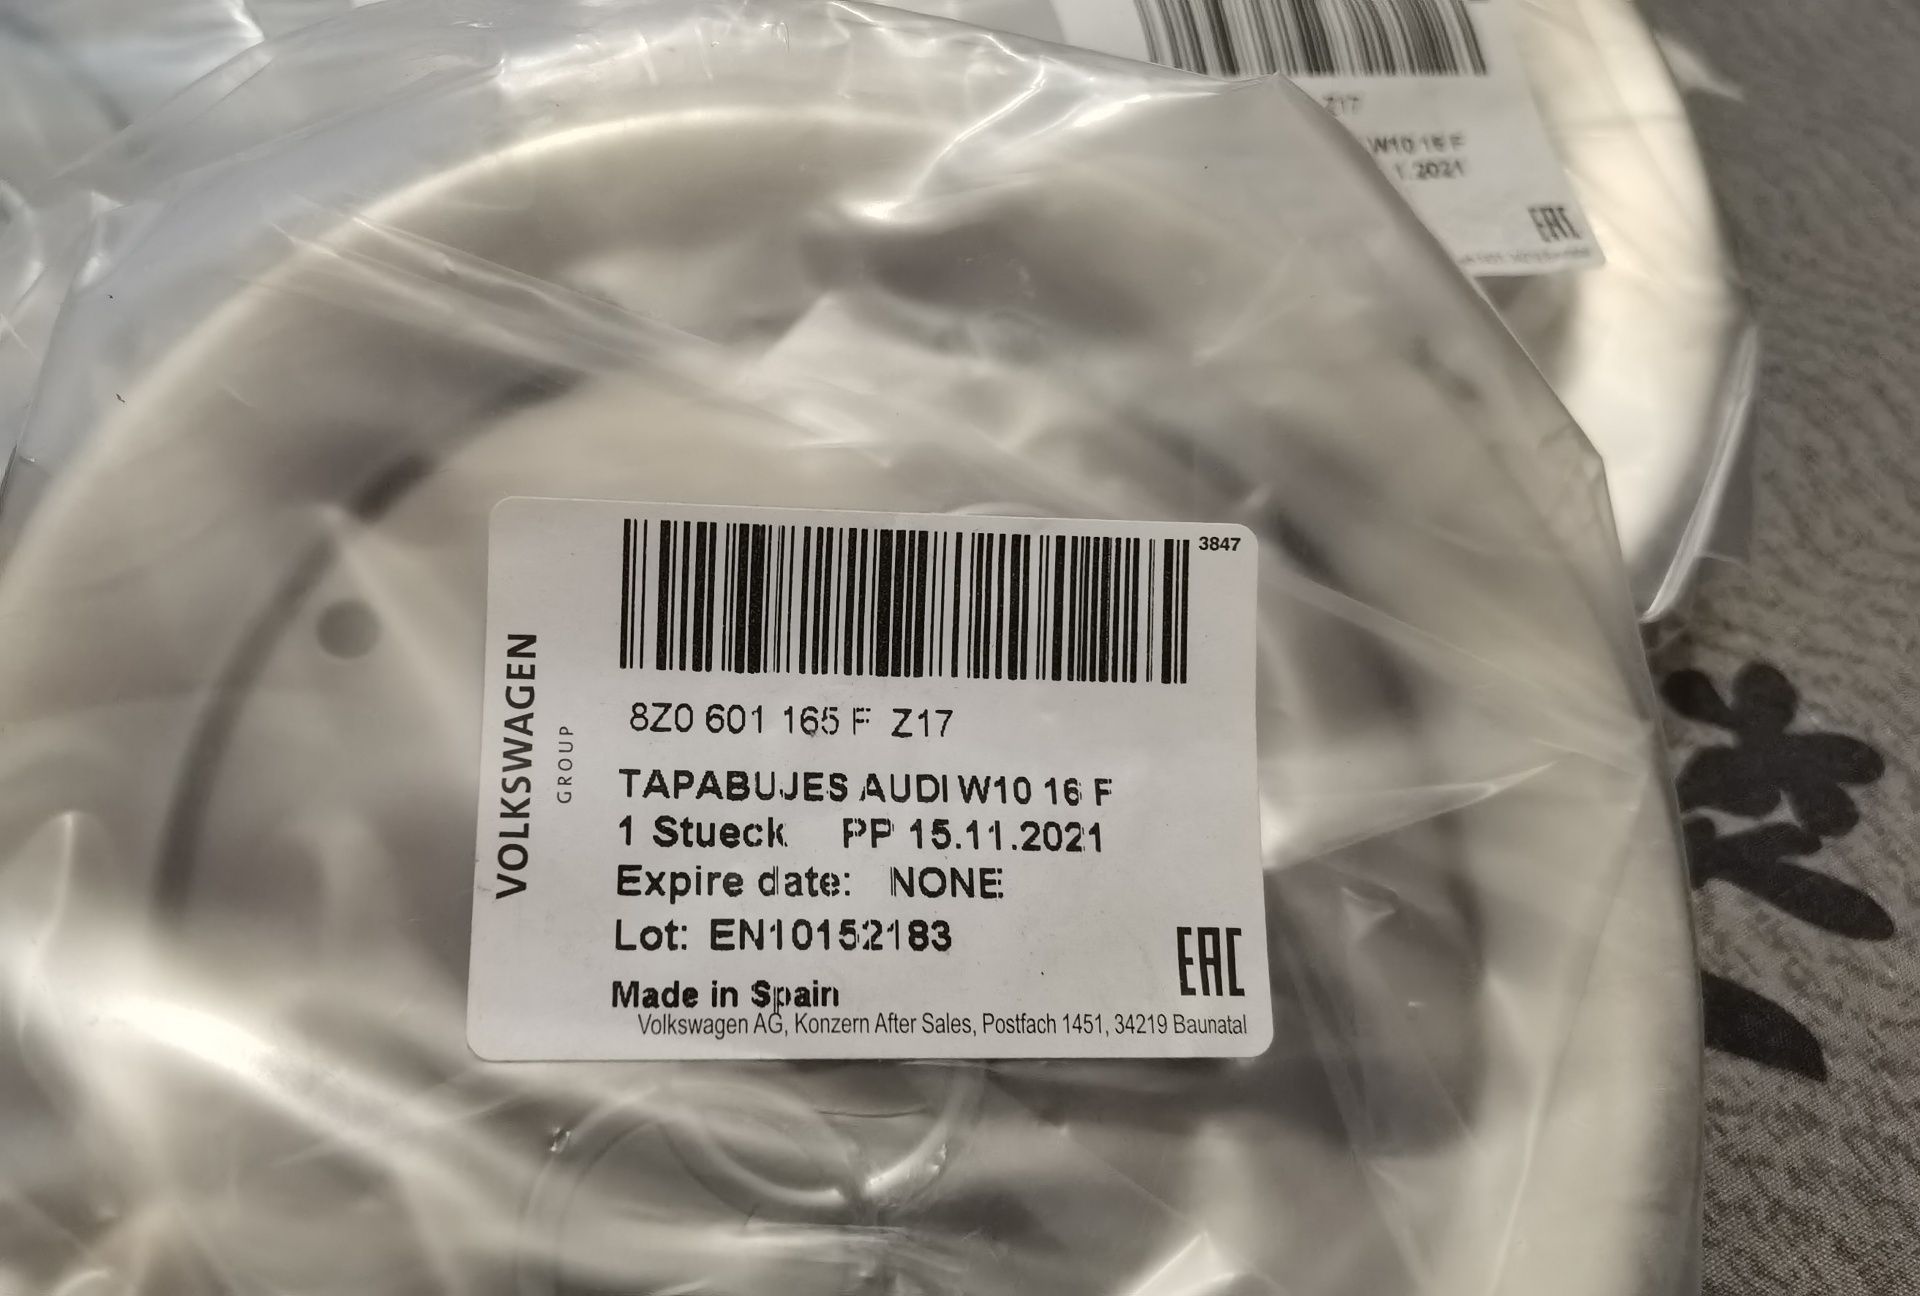 Z17
W10 16 F
1.2021
EAC
3847
VOLKSWAGEN
GROUP
8Z0 601 165 F Z17
TAPABUJES AUDI W10 16 F
1 Stueck PP 15.11.2021
Expire date: NONE
Lot: EN10152183
EAC
Made in Spain
Volkswagen AG, Konzern After Sales, Postfach 1451, 34219 Baunatal